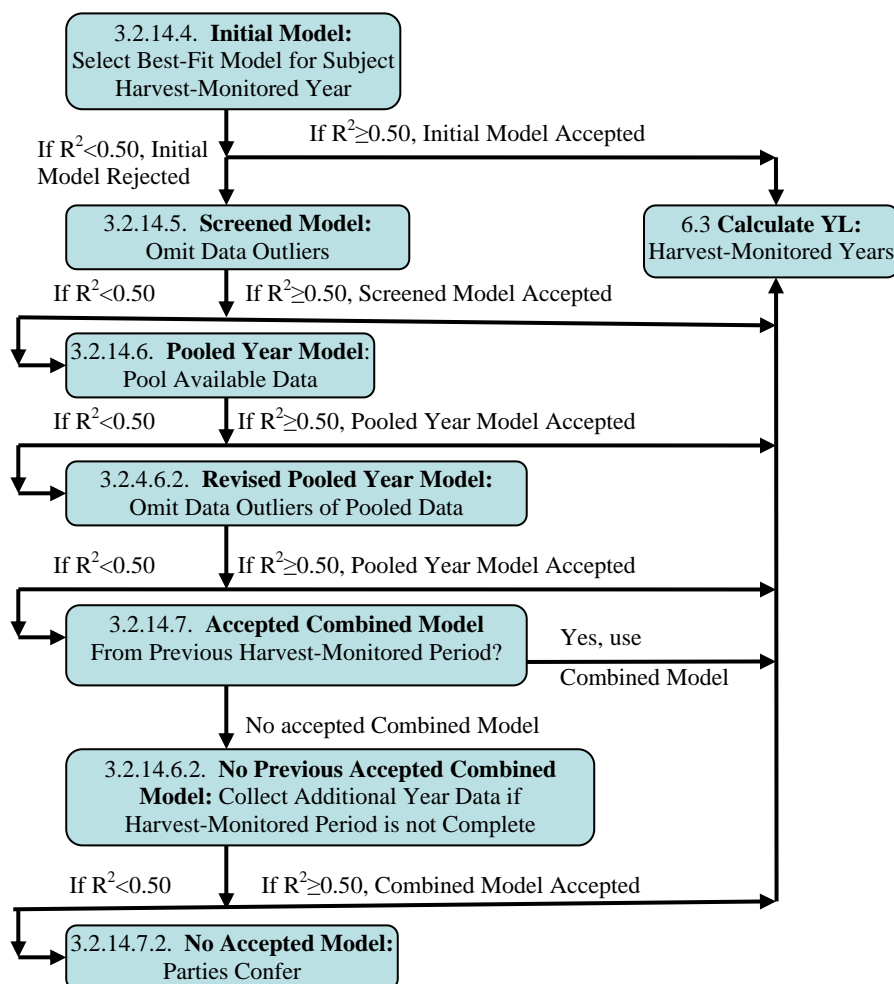 3.2.14.4. Initial Model:
Select Best-Fit Model for Subject
Harvest-Monitored Year
If R²≥0.50, Initial Model Accepted
If R²<0.50, Initial
Model Rejected
3.2.14.5. Screened Model:
Omit Data Outliers
6.3 Calculate YL:
Harvest-Monitored Years
If R²<0.50
If R²≥0.50, Screened Model Accepted
3.2.14.6. Pooled Year Model:
Pool Available Data
If R²<0.50
If R²≥0.50, Pooled Year Model Accepted
3.2.4.6.2. Revised Pooled Year Model:
Omit Data Outliers of Pooled Data
If R²<0.50
If R²≥0.50, Pooled Year Model Accepted
3.2.14.7. Accepted Combined Model
From Previous Harvest-Monitored Period?
Yes, use
Combined Model
No accepted Combined Model
3.2.14.6.2. No Previous Accepted Combined
Model: Collect Additional Year Data if
Harvest-Monitored Period is not Complete
If R²<0.50
If R²≥0.50, Combined Model Accepted
3.2.14.7.2. No Accepted Model:
Parties Confer